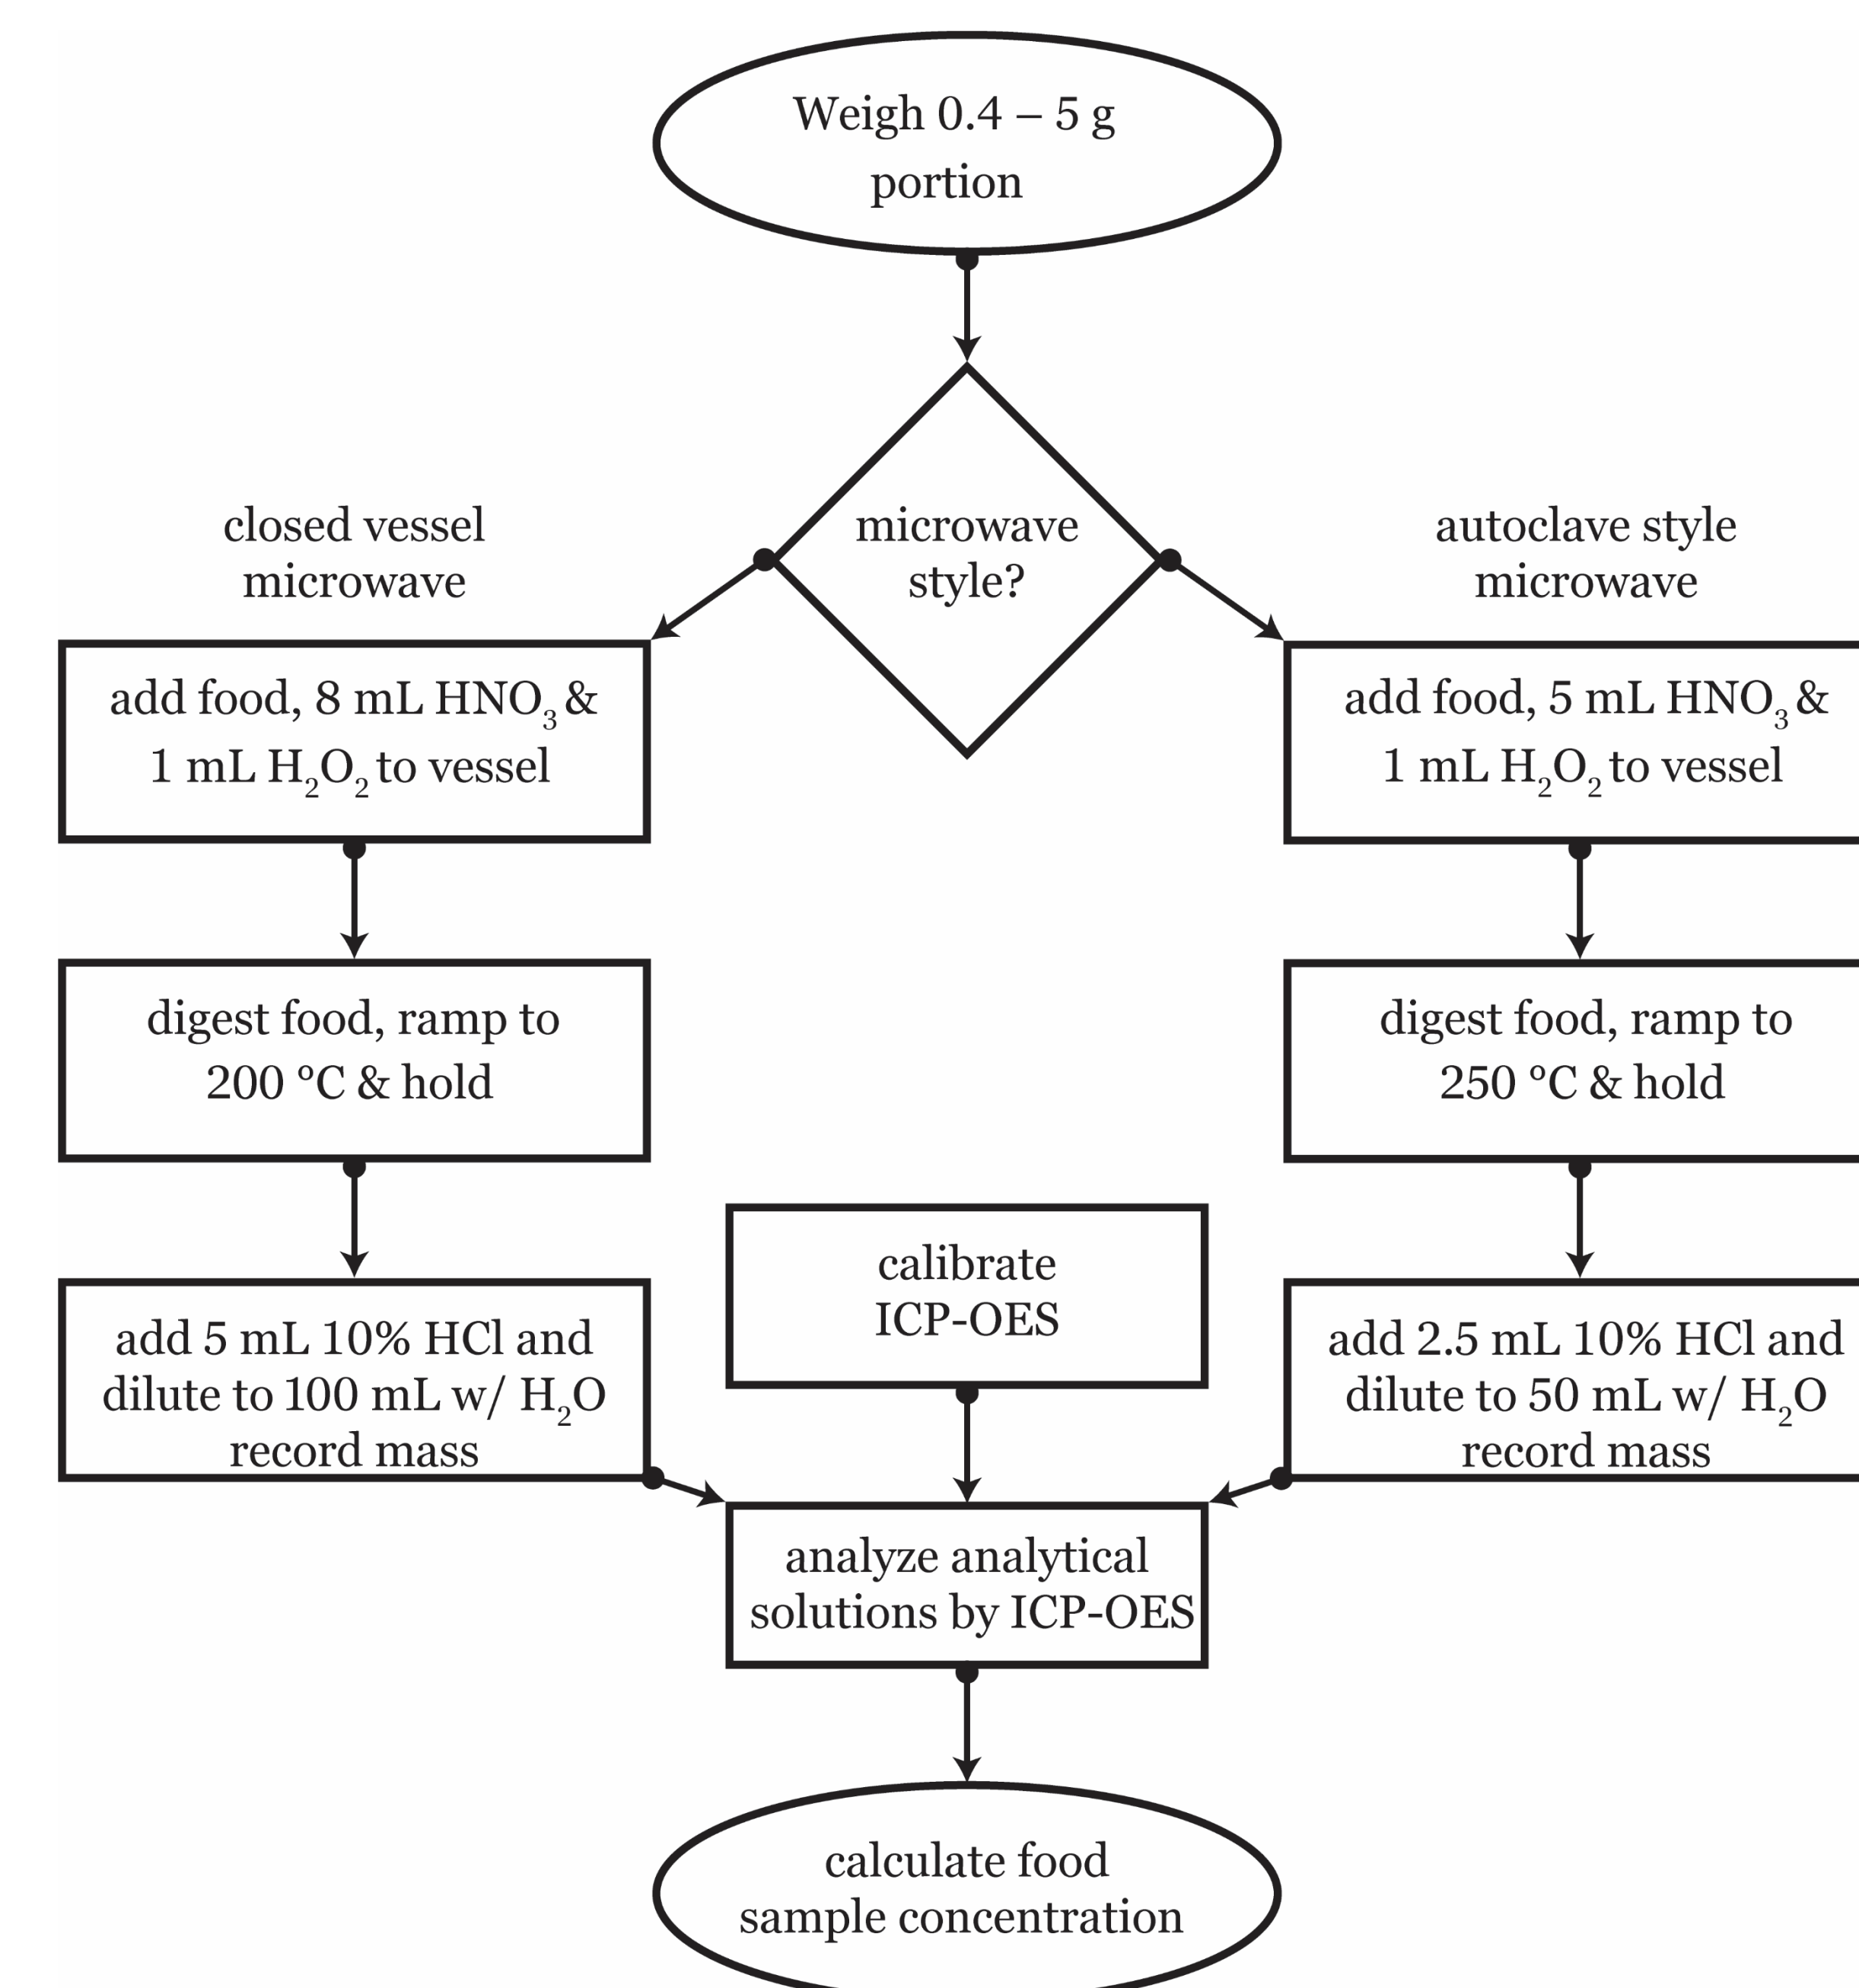 Weigh 0.4 – 5 g
portion
microwave
style?
closed vessel
microwave
add food, 8 mL HNO₃ &
1 mL H₂O₂ to vessel
digest food, ramp to
200 °C & hold
add 5 mL 10% HCl and
dilute to 100 mL w/ H₂O
record mass
autoclave style
microwave
add food, 5 mL HNO₃ &
1 mL H₂O₂ to vessel
digest food, ramp to
250 °C & hold
add 2.5 mL 10% HCl and
dilute to 50 mL w/ H₂O
record mass
calibrate
ICP-OES
analyze analytical
solutions by ICP-OES
calculate food
sample concentration